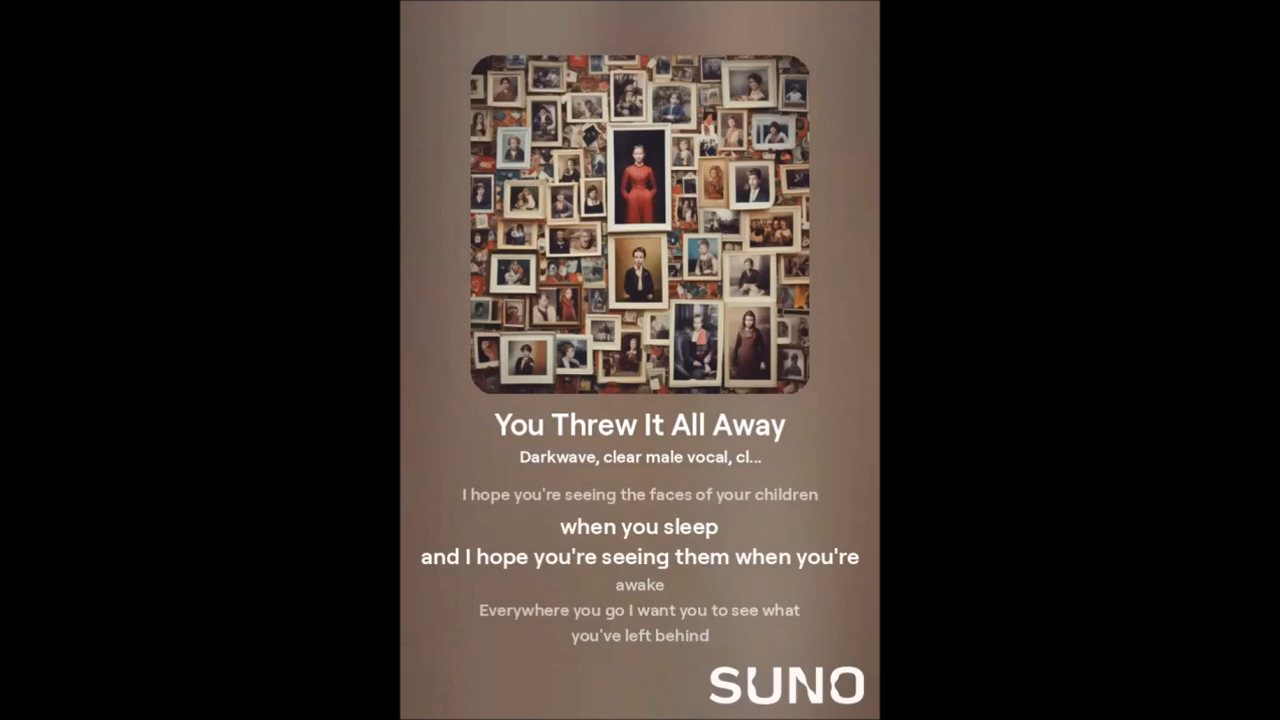 You Threw It All Away
Darkwave, clear male vocal, cl...
I hope you're seeing the faces of your children
when you sleep
and I hope you're seeing them when you're
awake
Everywhere you go I want you to see what
you've left behind
SUNO